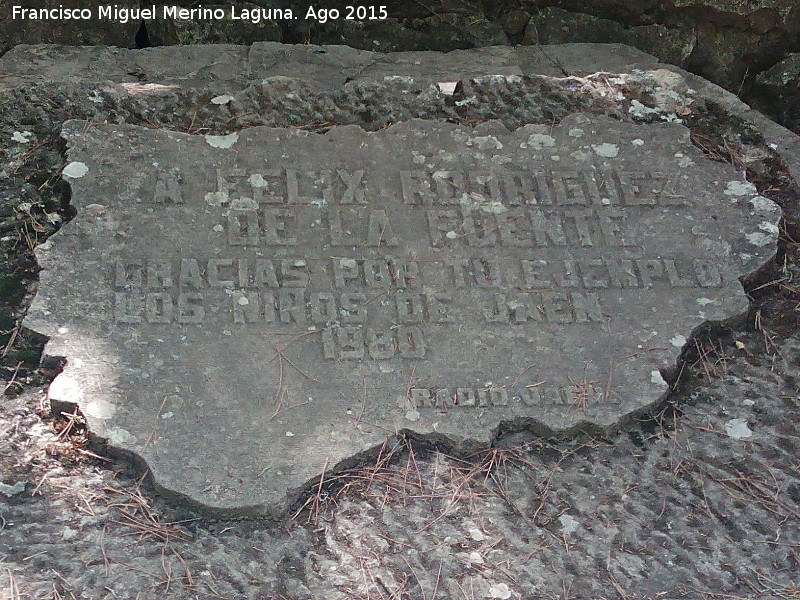 Francisco Miguel Merino Laguna. Ago 2015
A FELIX RODRIGUEZ
DE LA FUENTE
GRACIAS POR TU EJEMPLO
LOS NIÑOS DE JAEN
1980
RADIO JAEN